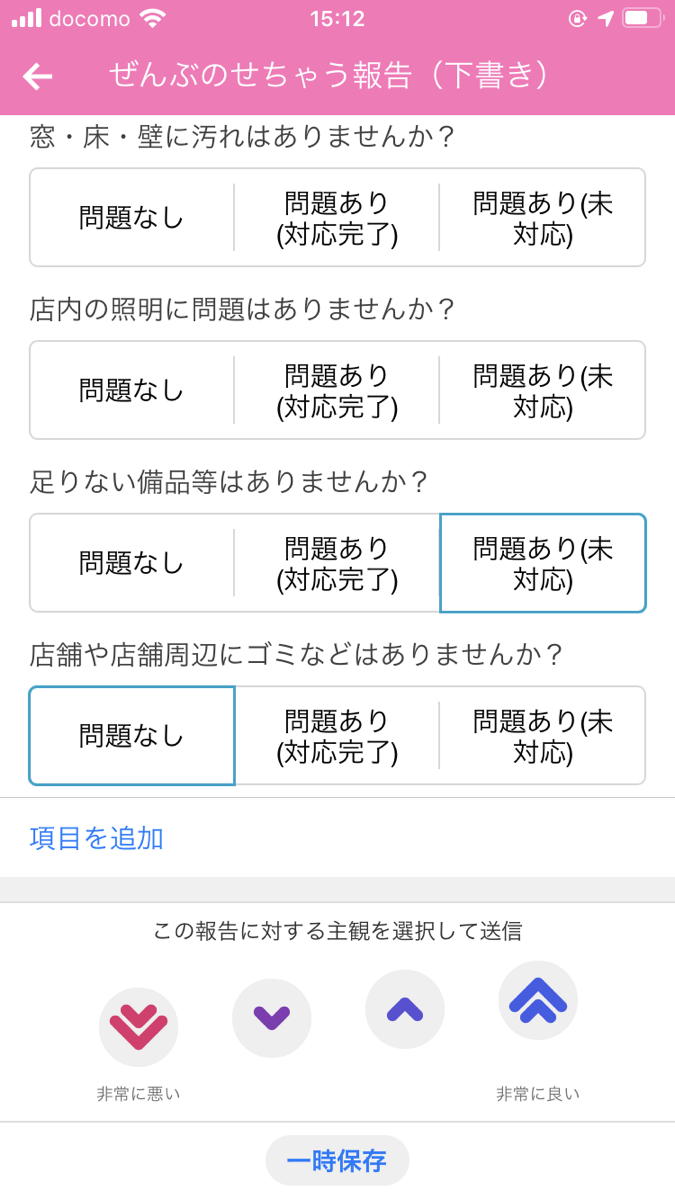 docomo 15:12
ぜんぶのせちゃう報告（下書き）
窓・床・壁に汚れはありませんか？
問題なし 問題あり 問題あり(未
(対応完了) 対応)
店内の照明に問題はありませんか？
問題なし 問題あり 問題あり(未
(対応完了) 対応)
足りない備品等はありませんか？
問題なし 問題あり 問題あり(未
(対応完了) 対応)
店舗や店舗周辺にゴミなどはありませんか？
問題なし 問題あり 問題あり(未
(対応完了) 対応)
項目を追加
この報告に対する主観を選択して送信
非常に悪い 非常に良い
一時保存